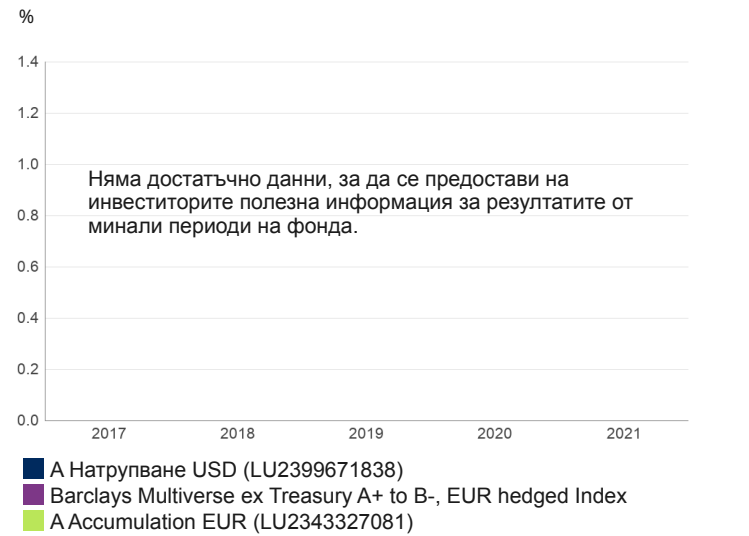 %
1.4
1.2
1.0
Няма достатъчно данни, за да се предостави на
инвеститорите полезна информация за резултатите от
0.8
минали периоди на фонда.
0.6
0.4
0.2
0.0
2017 2018 2019 2020 2021
А Натрупване USD (LU2399671838)
Barclays Multiverse ex Treasury A+ to B-, EUR hedged Index
A Accumulation EUR (LU2343327081)